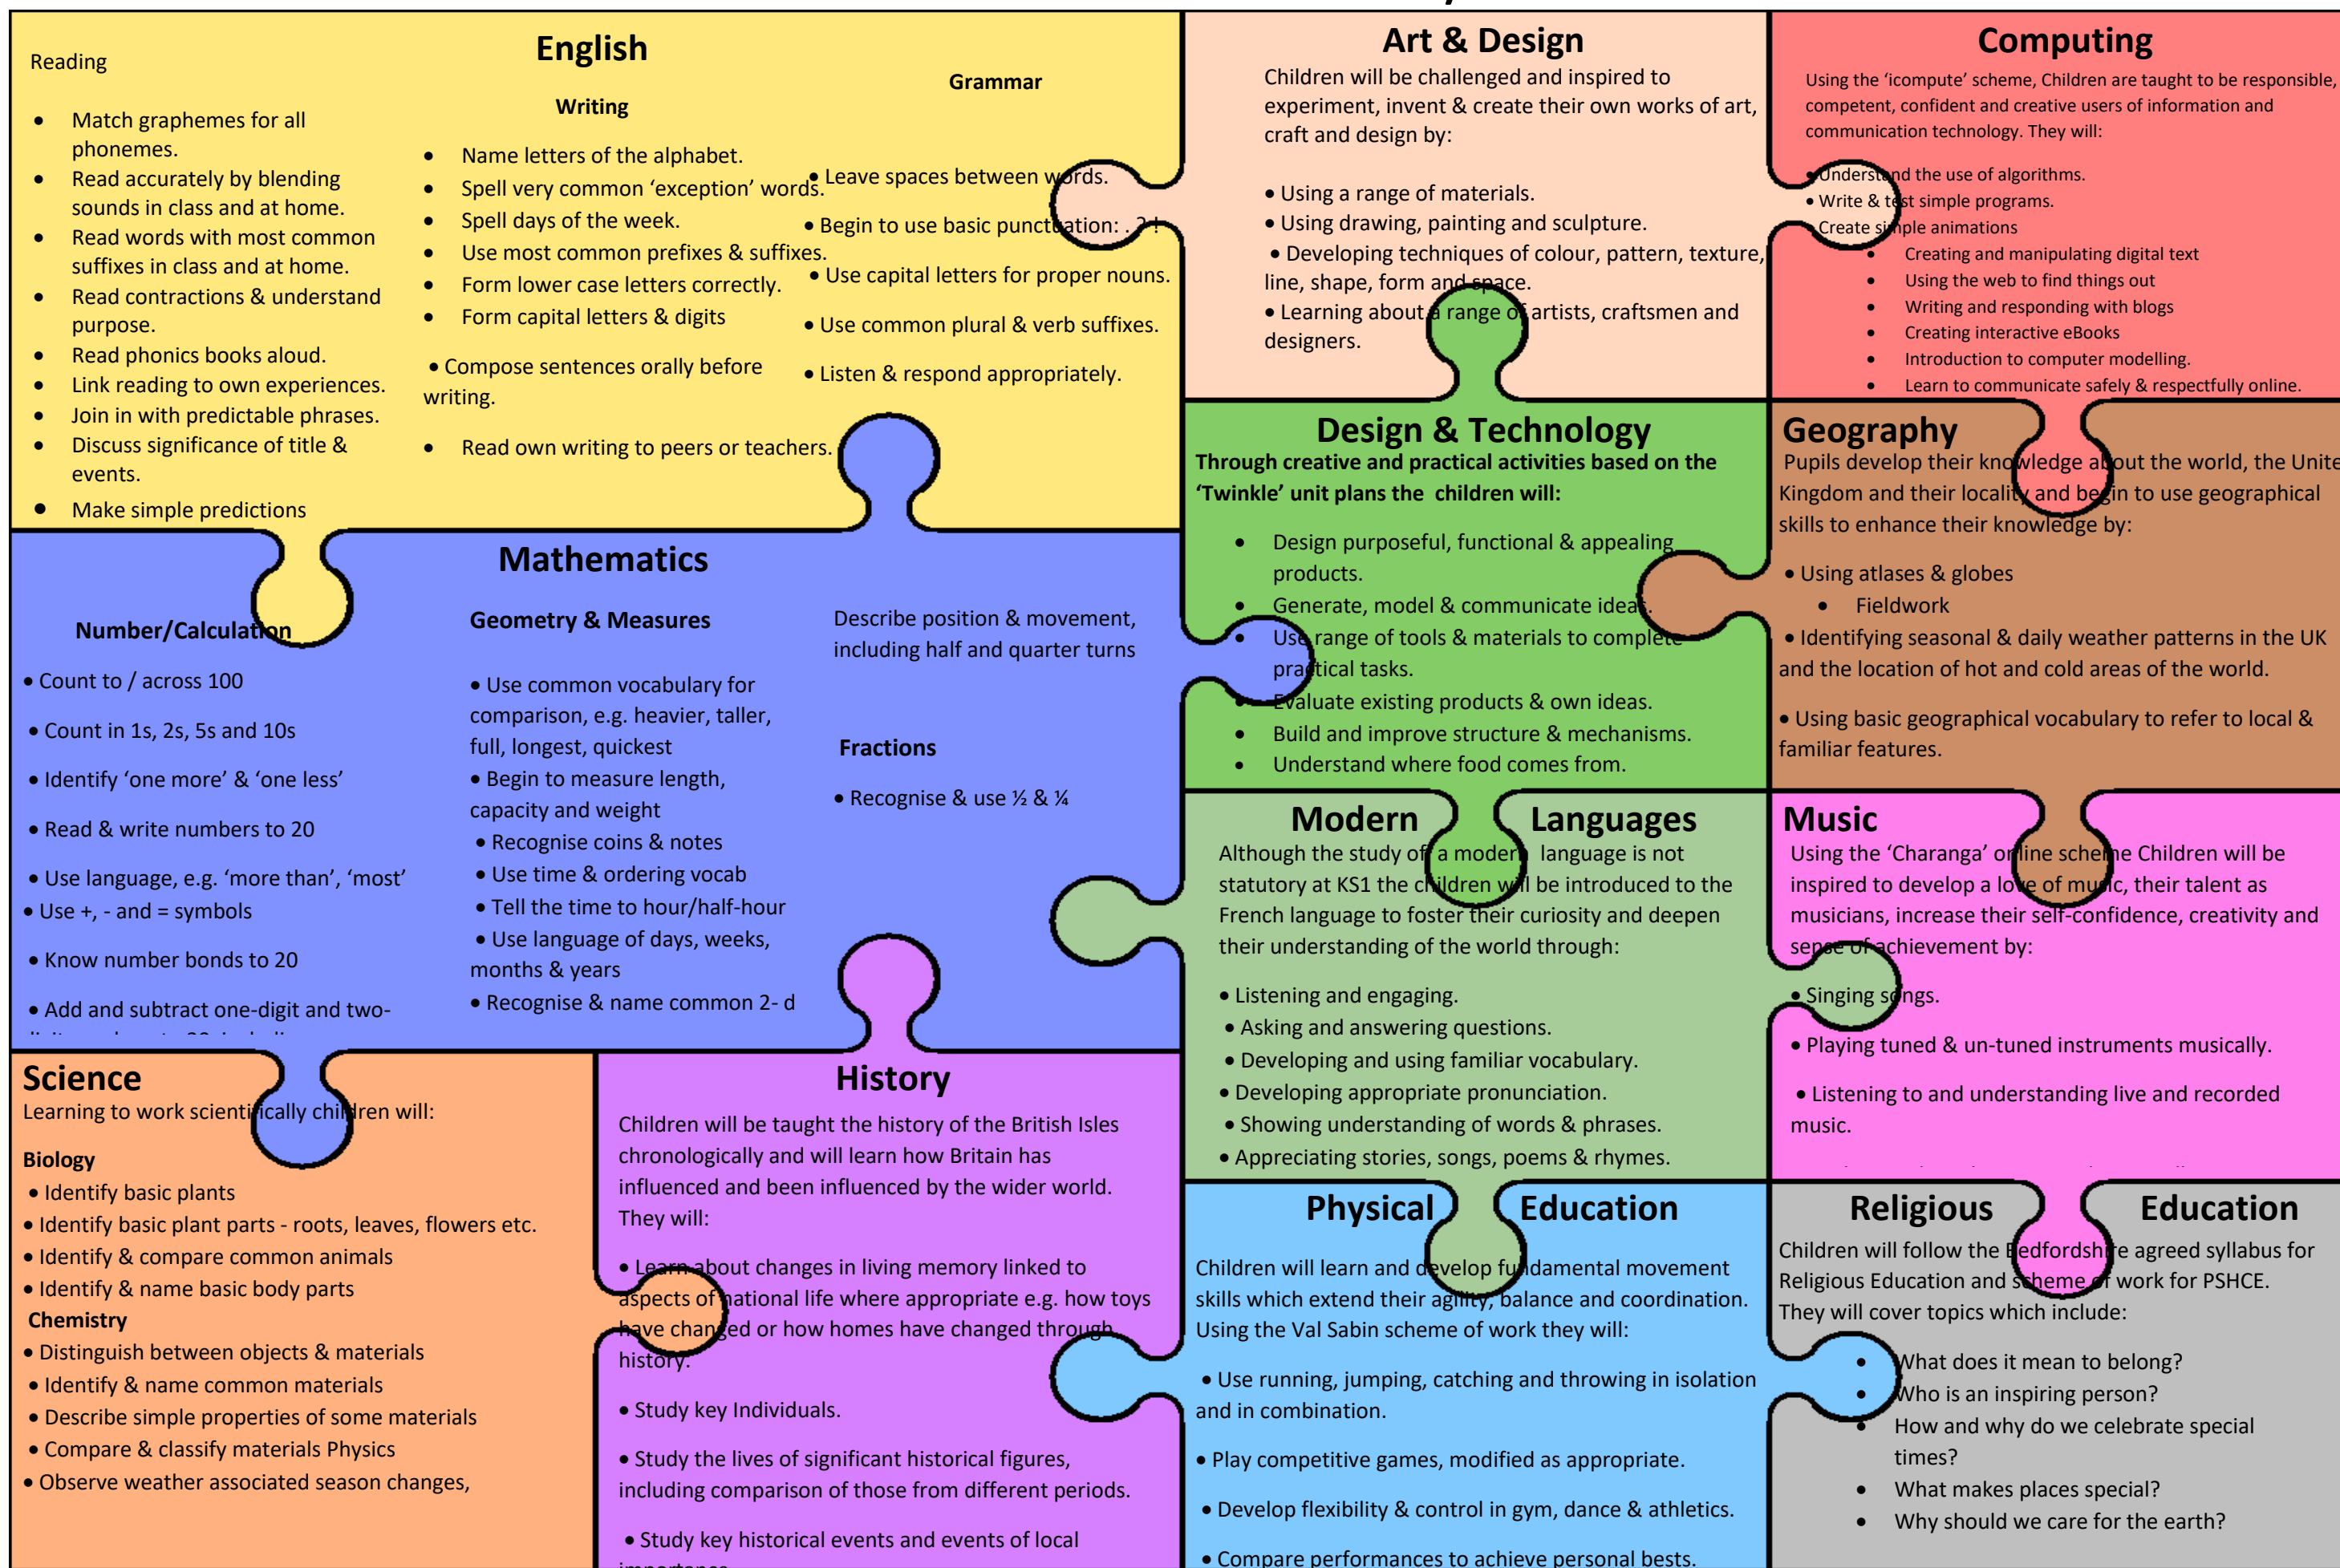 English
Reading
• Match graphemes for all
phonemes.
• Read accurately by blending
sounds in class and at home.
• Read words with most common
suffixes in class and at home.
• Read contractions & understand
purpose.
• Read phonics books aloud.
• Link reading to own experiences.
• Join in with predictable phrases.
• Discuss significance of title &
events.
• Make simple predictions
Writing
• Name letters of the alphabet.
• Spell very common ‘exception’ words.
• Spell days of the week.
• Use most common prefixes & suffixes.
• Form lower case letters correctly.
• Form capital letters & digits
• Compose sentences orally before
writing.
• Read own writing to peers or teachers.
Grammar
• Leave spaces between words.
• Begin to use basic punctuation: . ? !
• Use capital letters for proper nouns.
• Use common plural & verb suffixes.
• Listen & respond appropriately.
Art & Design
Children will be challenged and inspired to
experiment, invent & create their own works of art,
craft and design by:
• Using a range of materials.
• Using drawing, painting and sculpture.
• Developing techniques of colour, pattern, texture,
line, shape, form and space.
• Learning about a range of artists, craftsmen and
designers.
Computing
Using the ‘icompute’ scheme, Children are taught to be responsible,
competent, confident and creative users of information and
communication technology. They will:
• Understand the use of algorithms.
• Write & test simple programs.
• Create simple animations
• Creating and manipulating digital text
• Using the web to find things out
• Writing and responding with blogs
• Creating interactive eBooks
• Introduction to computer modelling.
• Learn to communicate safely & respectfully online.
Mathematics
Number/Calculation
• Count to / across 100
• Count in 1s, 2s, 5s and 10s
• Identify ‘one more’ & ‘one less’
• Read & write numbers to 20
• Use language, e.g. ‘more than’, ‘most’
• Use +, - and = symbols
• Know number bonds to 20
• Add and subtract one-digit and two-
Geometry & Measures
• Use common vocabulary for
comparison, e.g. heavier, taller,
full, longest, quickest
• Begin to measure length,
capacity and weight
• Recognise coins & notes
• Use time & ordering vocab
• Tell the time to hour/half-hour
• Use language of days, weeks,
months & years
• Recognise & name common 2- d
Describe position & movement,
including half and quarter turns
Fractions
• Recognise & use ½ & ¼
Design & Technology
Through creative and practical activities based on the
‘Twinkle’ unit plans the children will:
• Design purposeful, functional & appealing
products.
• Generate, model & communicate ideas.
• Use range of tools & materials to complete
practical tasks.
• Evaluate existing products & own ideas.
• Build and improve structure & mechanisms.
• Understand where food comes from.
Geography
Pupils develop their knowledge about the world, the Unite
Kingdom and their locality and begin to use geographical
skills to enhance their knowledge by:
• Using atlases & globes
• Fieldwork
• Identifying seasonal & daily weather patterns in the UK
and the location of hot and cold areas of the world.
• Using basic geographical vocabulary to refer to local &
familiar features.
Modern Languages
Although the study of a modern language is not
statutory at KS1 the children will be introduced to the
French language to foster their curiosity and deepen
their understanding of the world through:
• Listening and engaging.
• Asking and answering questions.
• Developing and using familiar vocabulary.
• Developing appropriate pronunciation.
• Showing understanding of words & phrases.
• Appreciating stories, songs, poems & rhymes.
Music
Using the ‘Charanga’ online scheme Children will be
inspired to develop a love of music, their talent as
musicians, increase their self-confidence, creativity and
sense of achievement by:
• Singing songs.
• Playing tuned & un-tuned instruments musically.
• Listening to and understanding live and recorded
music.
Science
Learning to work scientifically children will:
Biology
• Identify basic plants
• Identify basic plant parts - roots, leaves, flowers etc.
• Identify & compare common animals
• Identify & name basic body parts
Chemistry
• Distinguish between objects & materials
• Identify & name common materials
• Describe simple properties of some materials
• Compare & classify materials Physics
• Observe weather associated season changes,
History
Children will be taught the history of the British Isles
chronologically and will learn how Britain has
influenced and been influenced by the wider world.
They will:
• Learn about changes in living memory linked to
aspects of national life where appropriate e.g. how toys
have changed or how homes have changed through
history.
• Study key Individuals.
• Study the lives of significant historical figures,
including comparison of those from different periods.
• Study key historical events and events of local
Physical Education
Children will learn and develop fundamental movement
skills which extend their agility, balance and coordination.
Using the Val Sabin scheme of work they will:
• Use running, jumping, catching and throwing in isolation
and in combination.
• Play competitive games, modified as appropriate.
• Develop flexibility & control in gym, dance & athletics.
• Compare performances to achieve personal bests.
Religious Education
Children will follow the Bedfordshire agreed syllabus for
Religious Education and scheme of work for PSHCE.
They will cover topics which include:
• What does it mean to belong?
• Who is an inspiring person?
• How and why do we celebrate special
times?
• What makes places special?
• Why should we care for the earth?